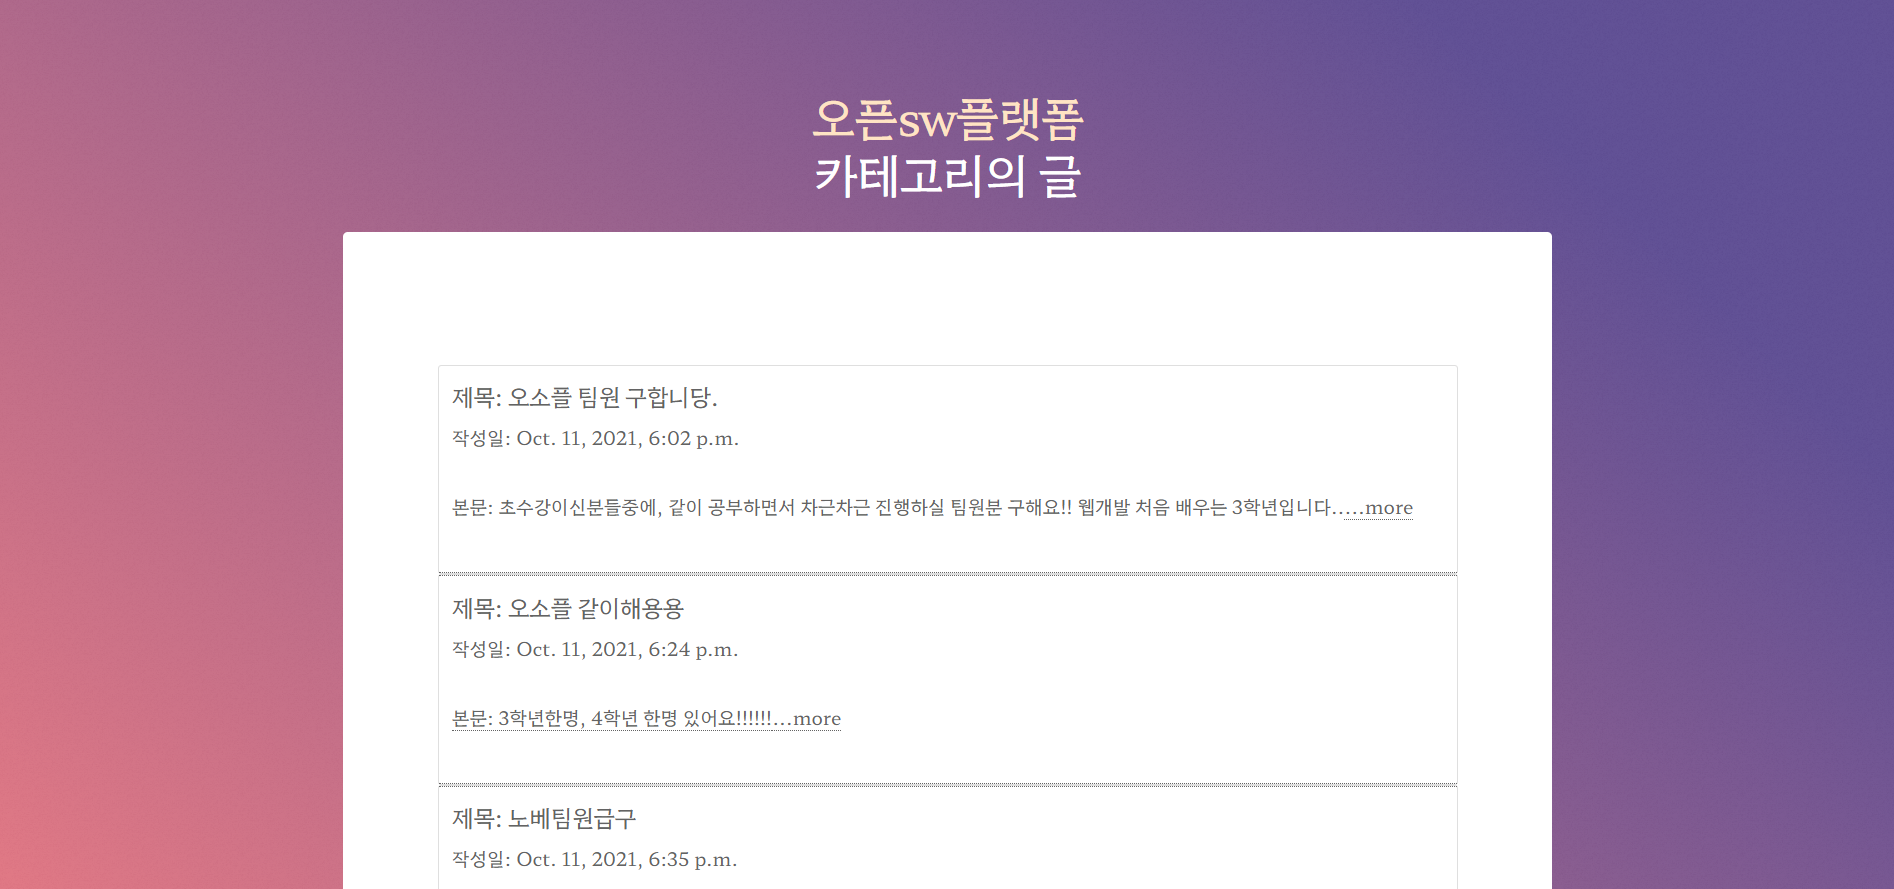 오픈sw플랫폼
카테고리의 글
제목: 오소플 팀원 구합니당.
작성일: Oct. 11, 2021, 6:02 p.m.
본문: 초수강이신분들중에, 같이 공부하면서 차근차근 진행하실 팀원분 구해요!! 웹개발 처음 배우는 3학년입니다.....more
제목: 오소플 같이해용용
작성일: Oct. 11, 2021, 6:24 p.m.
본문: 3학년한명, 4학년 한명 있어요!!!!!!...more
제목: 노베팀원급구
작성일: Oct. 11, 2021, 6:35 p.m.